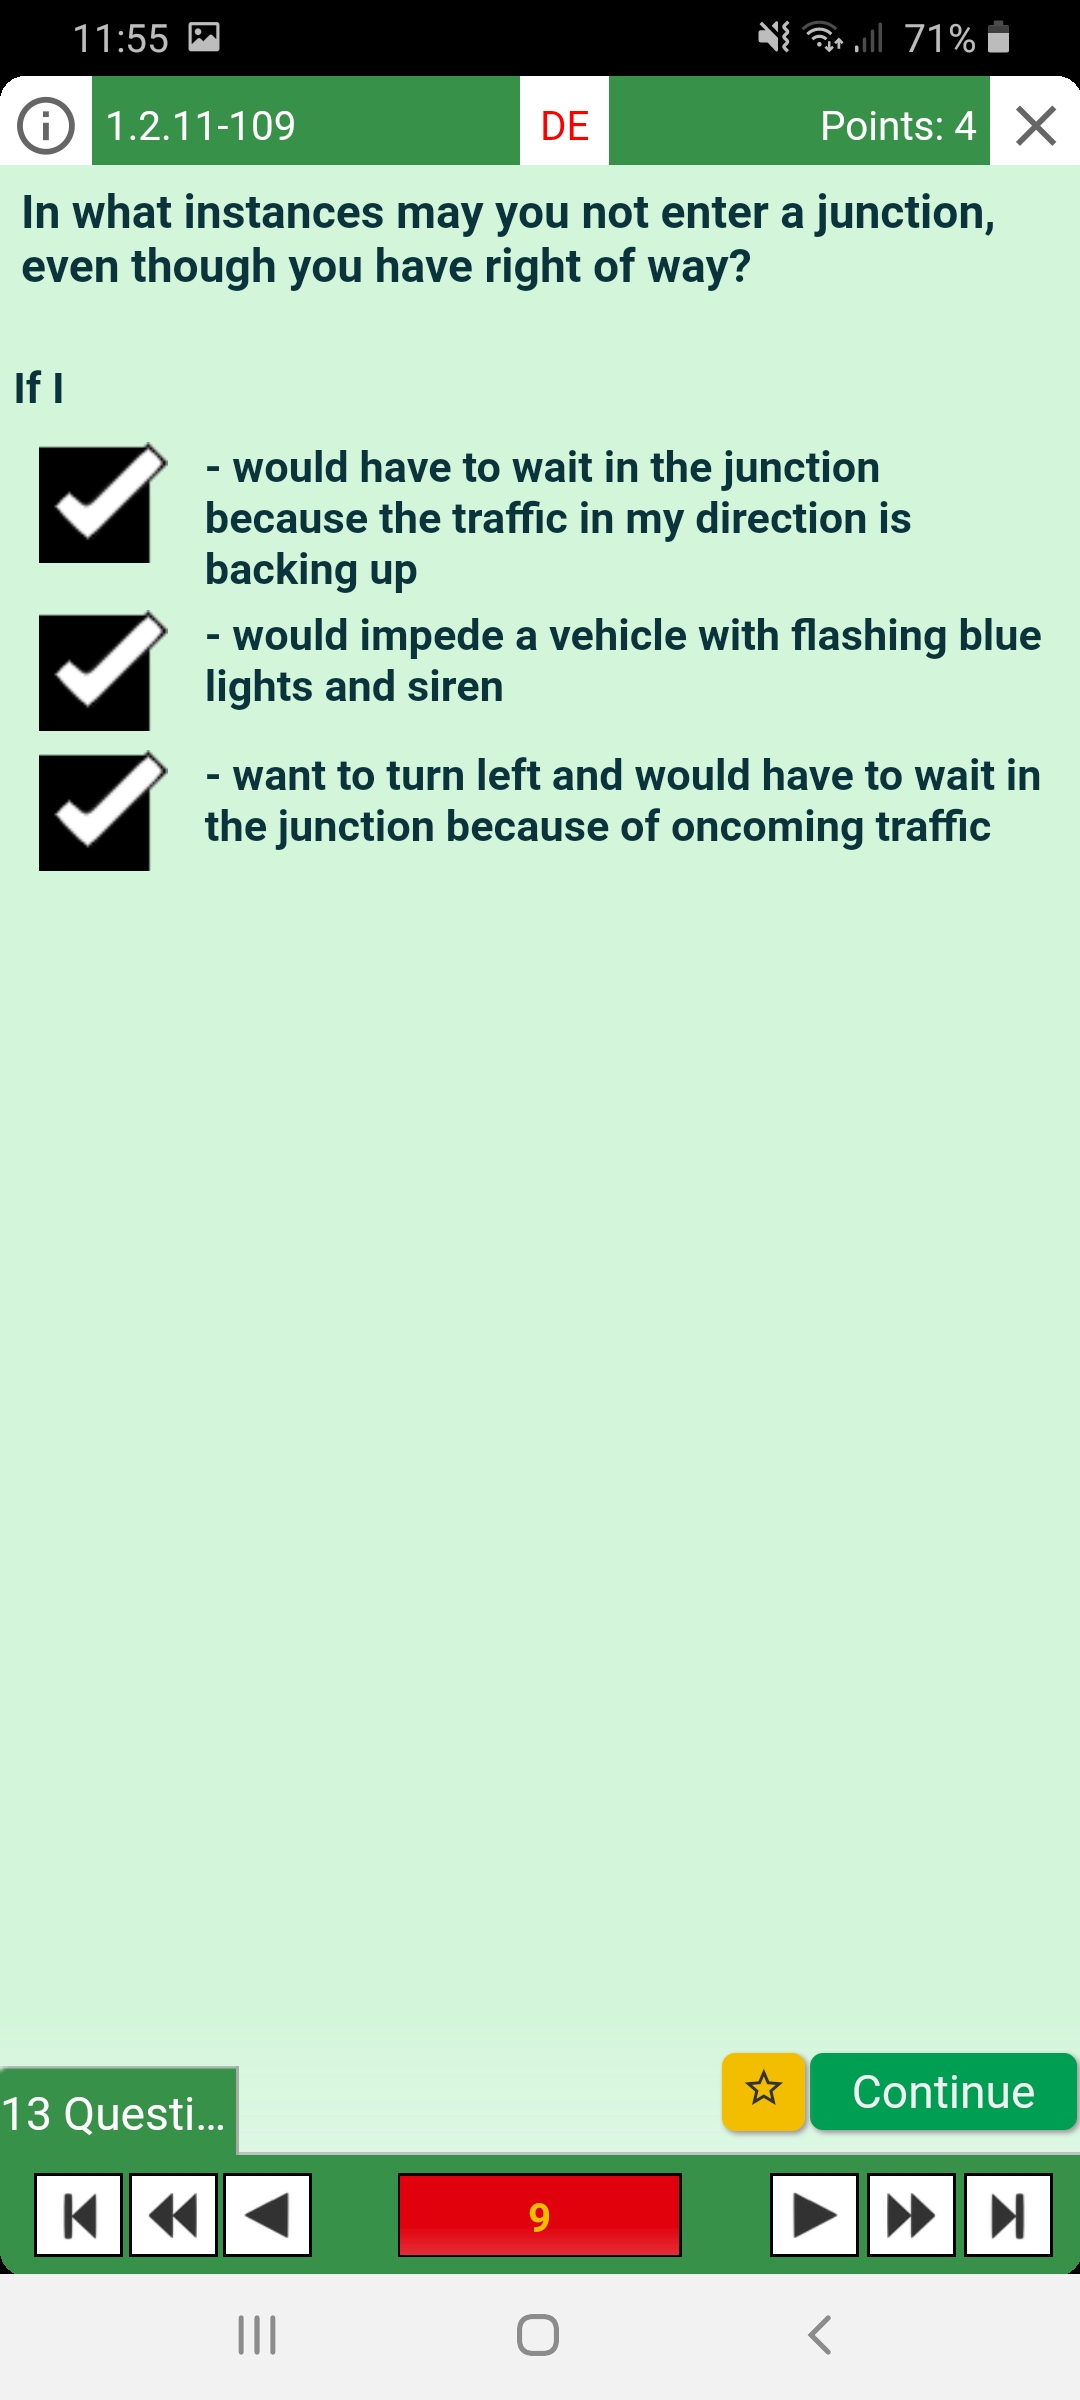 11:55 71%
1.2.11-109 DE Points: 4
In what instances may you not enter a junction,
even though you have right of way?
If I
- would have to wait in the junction
because the traffic in my direction is
backing up
- would impede a vehicle with flashing blue
lights and siren
- want to turn left and would have to wait in
the junction because of oncoming traffic
Continue
13 Questi...
9